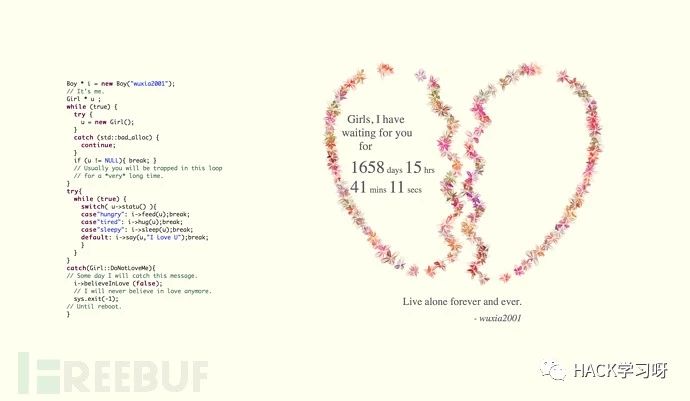 Boy * i = new Boy("wuxia2001");
// It's me.
Girl * u ;
while (true) {
try {
u = new Girl();
}
catch (std::bad_alloc) {
continue;
}
if (u != NULL){ break; }
// Usually you will be trapped in this loop
// for a *very* long time.
}
try{
while (true) {
switch( u->statu() ){
case"hungry": i->feed(u);break;
case"tired": i->hug(u);break;
case"sleepy": i->sleep(u);break;
default: i->say(u,"I Love U");break;
}
}
}
catch(Girl::DoNotLoveMe){
// Some day I will catch this message.
i->believeInLove (false);
// I will never believe in love anymore.
sys.exit(-1);
// Until reboot.
}
Girls, I have
waiting for you
for
1658 days 15 hrs
41 mins 11 secs
Live alone forever and ever.
- wuxia2001
FREEBUF
HACK学习呀